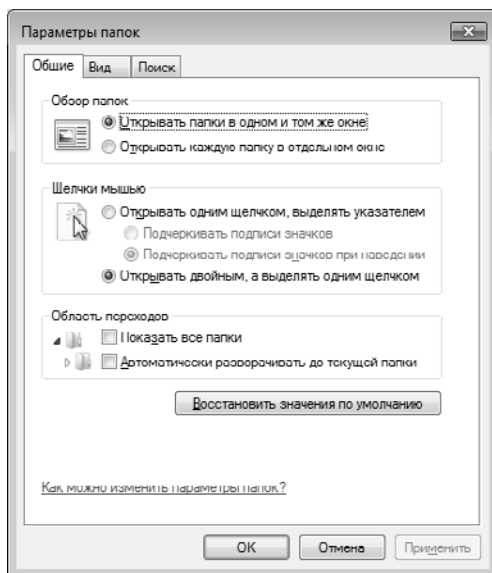 Параметры папок
Общие
Вид
Поиск
Обзор папок
Открывать папки в одном и том же окне
Открывать каждую папку в отдельном окне
Щелчки мышью
Открывать одним щелчком, выделять указателем
Подчеркивать подписи значков
Подчеркивать подписи значков при наведении
Открывать двойным, а выделять одним щелчком
Область переходов
Показать все папки
Автоматически разворачивать до текущей папки
Восстановить значения по умолчанию
Как можно изменить параметры папок?
ОК
Отмена
Применить